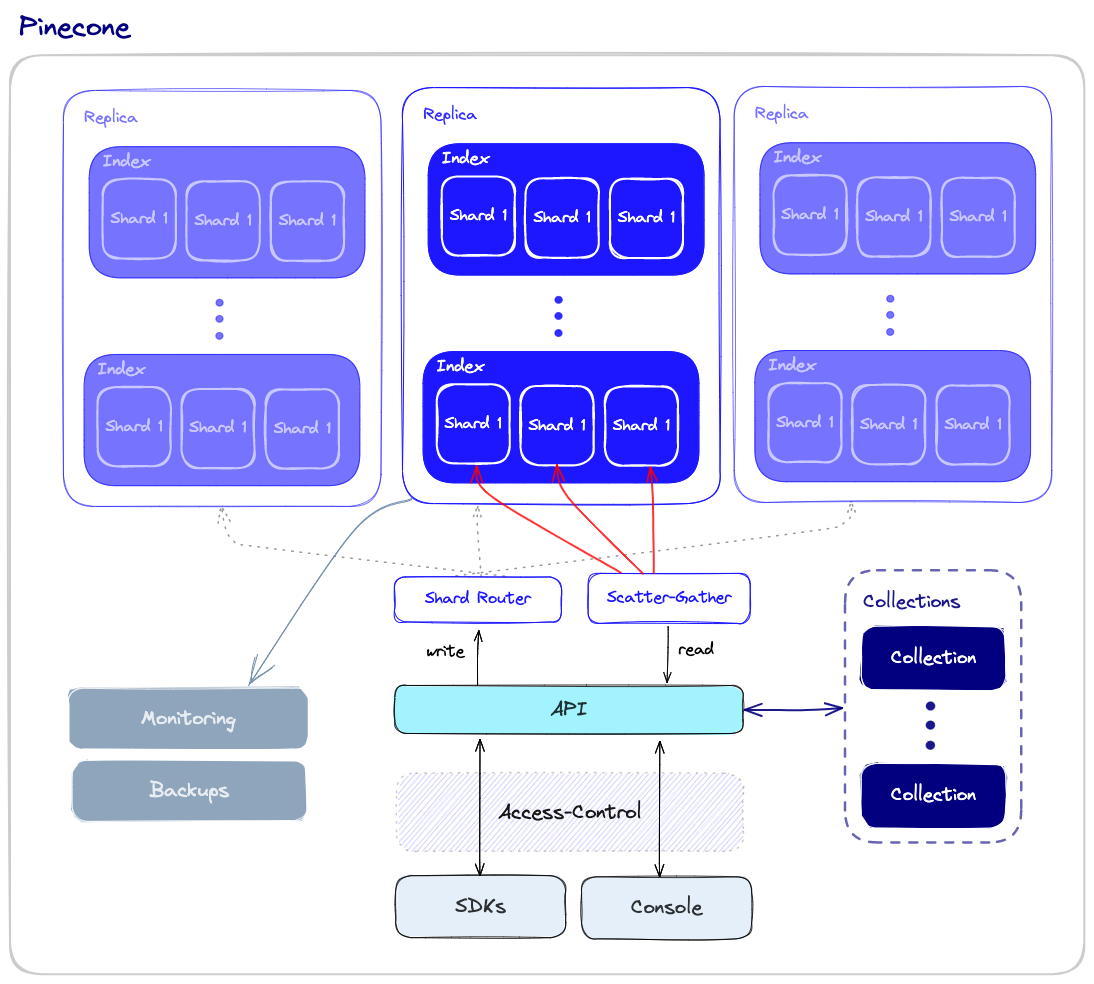 Pinecone
Replica
Index
Shard 1
Shard 1
Shard 1
Index
Shard 1
Shard 1
Shard 1
Replica
Index
Shard 1
Shard 1
Shard 1
Index
Shard 1
Shard 1
Shard 1
Replica
Index
Shard 1
Shard 1
Shard 1
Index
Shard 1
Shard 1
Shard 1
Shard Router
Scatter-Gather
write
read
API
Collections
Collection
Collection
Monitoring
Backups
Access-Control
SDKs
Console